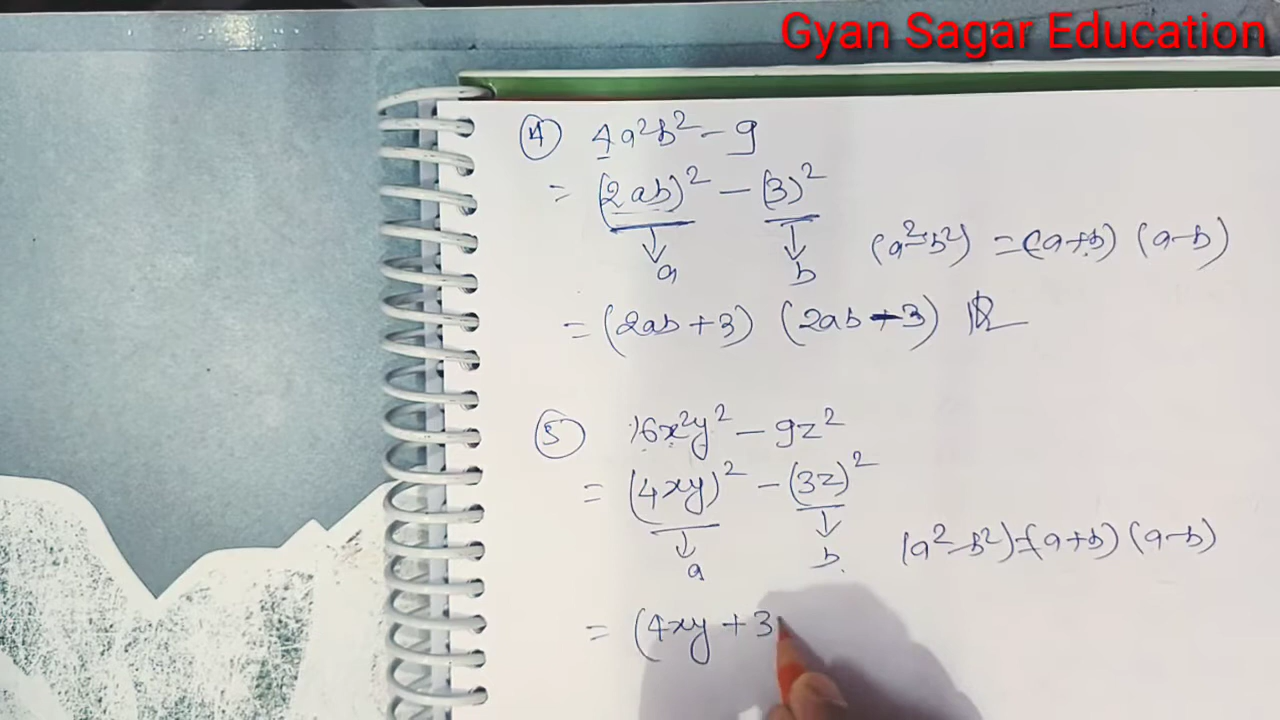 Gyan Sagar Education
④ 4a²b² - 9
= (2ab)² - (3)²
↓ ↓
a b
(a²-b²) = (a+b) (a-b)
= (2ab+3) (2ab-3)
⑤ 16x²y² - 9z²
= (4xy)² - (3z)²
↓ ↓
a b
(a²-b²) = (a+b) (a-b)
= (4xy + 3